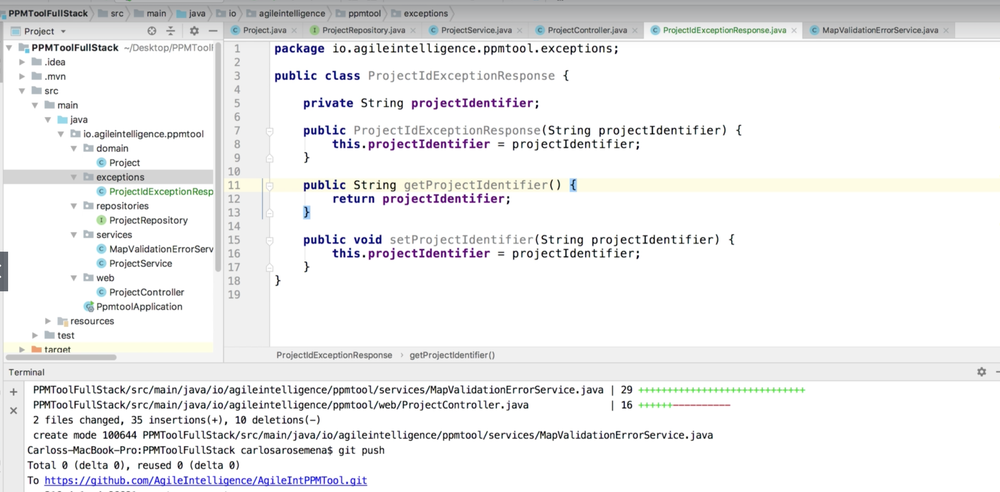 PPMToolFullStack src main java io agileintelligence ppmtool exceptions
Project
Project.java ProjectRepository.java ProjectService.java ProjectController.java ProjectIdExceptionResponse.java MapValidationErrorService.java
PPMToolFullStack ~/Desktop/PPMToolF
.idea
.mvn
src
main
java
io.agileintelligence.ppmtool
domain
Project
exceptions
ProjectIdExceptionResp
repositories
ProjectRepository
services
MapValidationErrorServ
ProjectService
web
ProjectController
PpmtoolApplication
resources
test
target
1 package io.agileintelligence.ppmtool.exceptions;
2
3 public class ProjectIdExceptionResponse {
4
5 private String projectIdentifier;
6
7 public ProjectIdExceptionResponse(String projectIdentifier) {
8 this.projectIdentifier = projectIdentifier;
9 }
10
11 public String getProjectIdentifier() {
12 return projectIdentifier;
13 }
14
15 public void setProjectIdentifier(String projectIdentifier) {
16 this.projectIdentifier = projectIdentifier;
17 }
18 }
19
ProjectIdExceptionResponse › getProjectIdentifier()
Terminal
PPMToolFullStack/src/main/java/io/agileintelligence/ppmtool/services/MapValidationErrorService.java | 29 +++++++++++++++++++++++++++++
PPMToolFullStack/src/main/java/io/agileintelligence/ppmtool/web/ProjectController.java | 16 ++++++----------
2 files changed, 35 insertions(+), 10 deletions(-)
create mode 100644 PPMToolFullStack/src/main/java/io/agileintelligence/ppmtool/services/MapValidationErrorService.java
Carloss-MacBook-Pro:PPMToolFullStack carlosarosemena$ git push
Total 0 (delta 0), reused 0 (delta 0)
To https://github.com/AgileIntelligence/AgileIntPPMTool.git